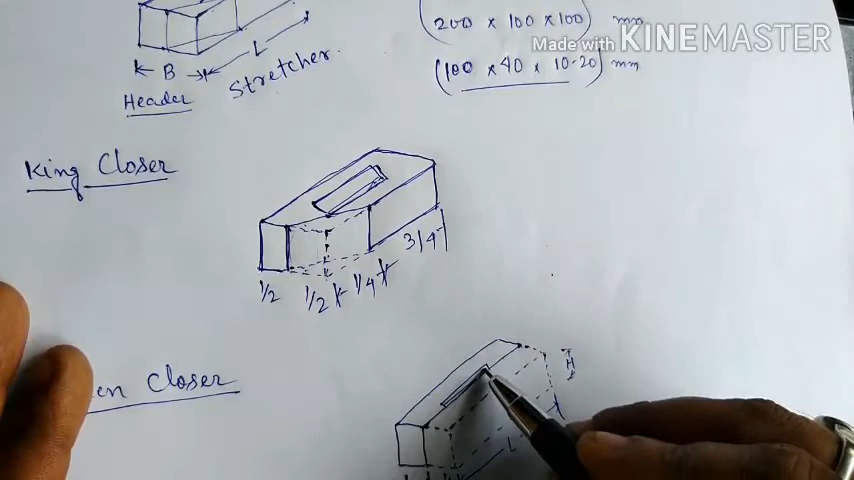 (200 x 100 x 100) mm
Made with KINEMASTER
L
B
(100 x 40 x 10-20) mm
Stretcher.
Header
King Closer
3/4
1/4
1/2
1/2
H
en Closer
L